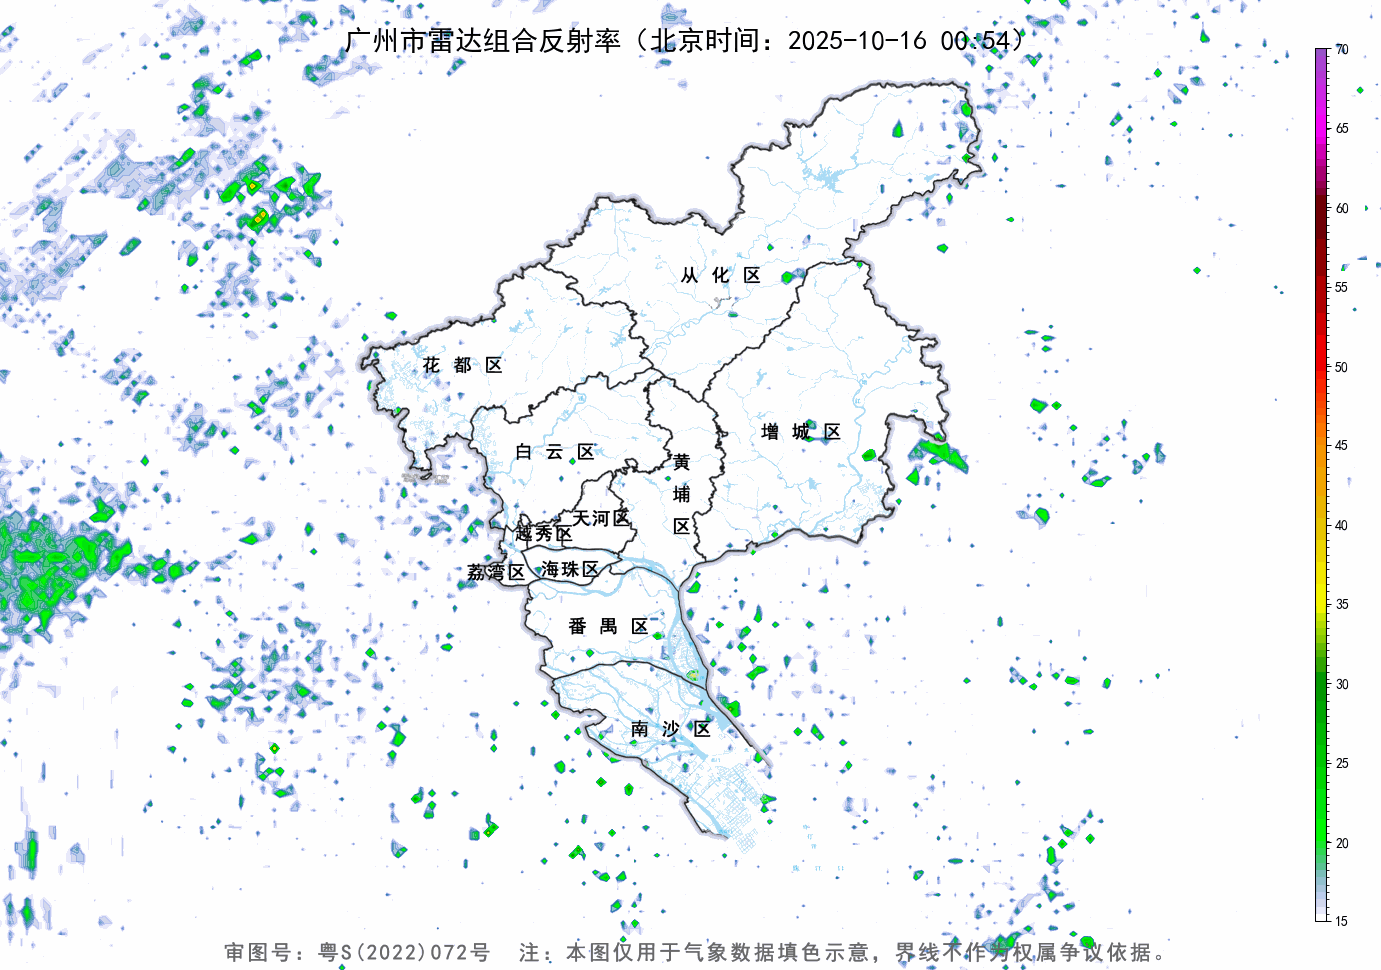 广州市雷达组合反射率（北京时间：2025-10-16 00:54）
70
65
60
55
50
45
40
35
30
25
20
15
从化区
花都区
增城区
白云区
黄埔区
天河区
越秀区
海珠区
荔湾区
番禺区
南沙区
审图号：粤S(2022)072号 注：本图仅用于气象数据填色示意，界线不作为权属争议依据。